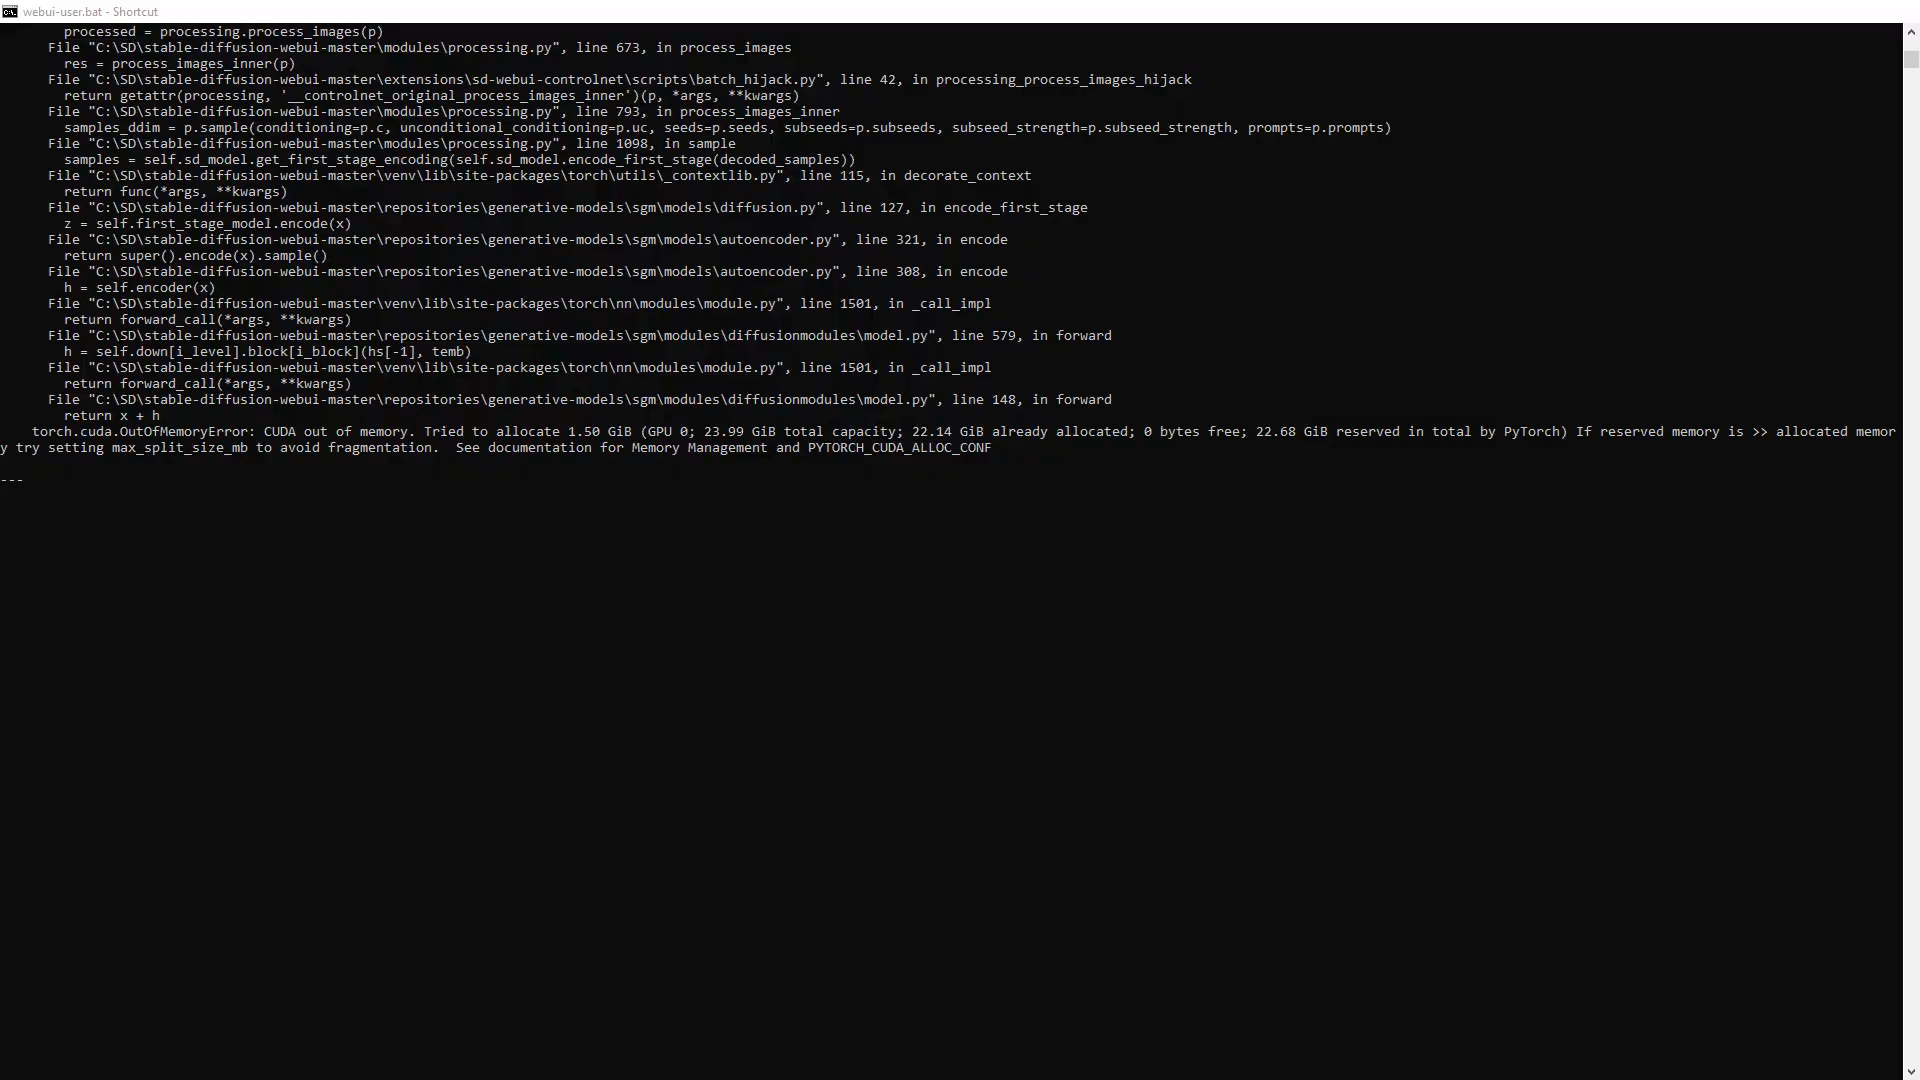 webui-user.bat - Shortcut
processed = processing.process_images(p)
File "C:\SD\stable-diffusion-webui-master\modules\processing.py", line 673, in process_images
res = process_images_inner(p)
File "C:\SD\stable-diffusion-webui-master\extensions\sd-webui-controlnet\scripts\batch_hijack.py", line 42, in processing_process_images_hijack
return getattr(processing, '__controlnet_original_process_images_inner')(p, *args, **kwargs)
File "C:\SD\stable-diffusion-webui-master\modules\processing.py", line 793, in process_images_inner
samples_ddim = p.sample(conditioning=p.c, unconditional_conditioning=p.uc, seeds=p.seeds, subseeds=p.subseeds, subseed_strength=p.subseed_strength, prompts=p.prompts)
File "C:\SD\stable-diffusion-webui-master\modules\processing.py", line 1098, in sample
samples = self.sd_model.get_first_stage_encoding(self.sd_model.encode_first_stage(decoded_samples))
File "C:\SD\stable-diffusion-webui-master\venv\lib\site-packages\torch\utils\_contextlib.py", line 115, in decorate_context
return func(*args, **kwargs)
File "C:\SD\stable-diffusion-webui-master\repositories\generative-models\sgm\models\diffusion.py", line 127, in encode_first_stage
z = self.first_stage_model.encode(x)
File "C:\SD\stable-diffusion-webui-master\repositories\generative-models\sgm\models\autoencoder.py", line 321, in encode
return super().encode(x).sample()
File "C:\SD\stable-diffusion-webui-master\repositories\generative-models\sgm\models\autoencoder.py", line 308, in encode
h = self.encoder(x)
File "C:\SD\stable-diffusion-webui-master\venv\lib\site-packages\torch\nn\modules\module.py", line 1501, in _call_impl
return forward_call(*args, **kwargs)
File "C:\SD\stable-diffusion-webui-master\repositories\generative-models\sgm\modules\diffusionmodules\model.py", line 579, in forward
h = self.down[i_level].block[i_block](hs[-1], temb)
File "C:\SD\stable-diffusion-webui-master\venv\lib\site-packages\torch\nn\modules\module.py", line 1501, in _call_impl
return forward_call(*args, **kwargs)
File "C:\SD\stable-diffusion-webui-master\repositories\generative-models\sgm\modules\diffusionmodules\model.py", line 148, in forward
return x + h
torch.cuda.OutOfMemoryError: CUDA out of memory. Tried to allocate 1.50 GiB (GPU 0; 23.99 GiB total capacity; 22.14 GiB already allocated; 0 bytes free; 22.68 GiB reserved in total by PyTorch) If reserved memory is >> allocated memor
y try setting max_split_size_mb to avoid fragmentation.  See documentation for Memory Management and PYTORCH_CUDA_ALLOC_CONF
---